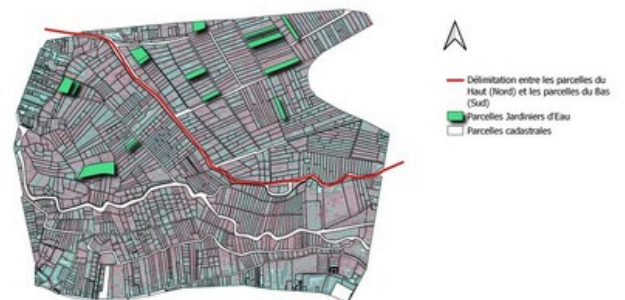 Délimitation entre les parcelles du
Haut (Nord) et les parcelles du Bas
(Sud)
Parcelles Jardiniers d'Eau
Parcelles cadastrales